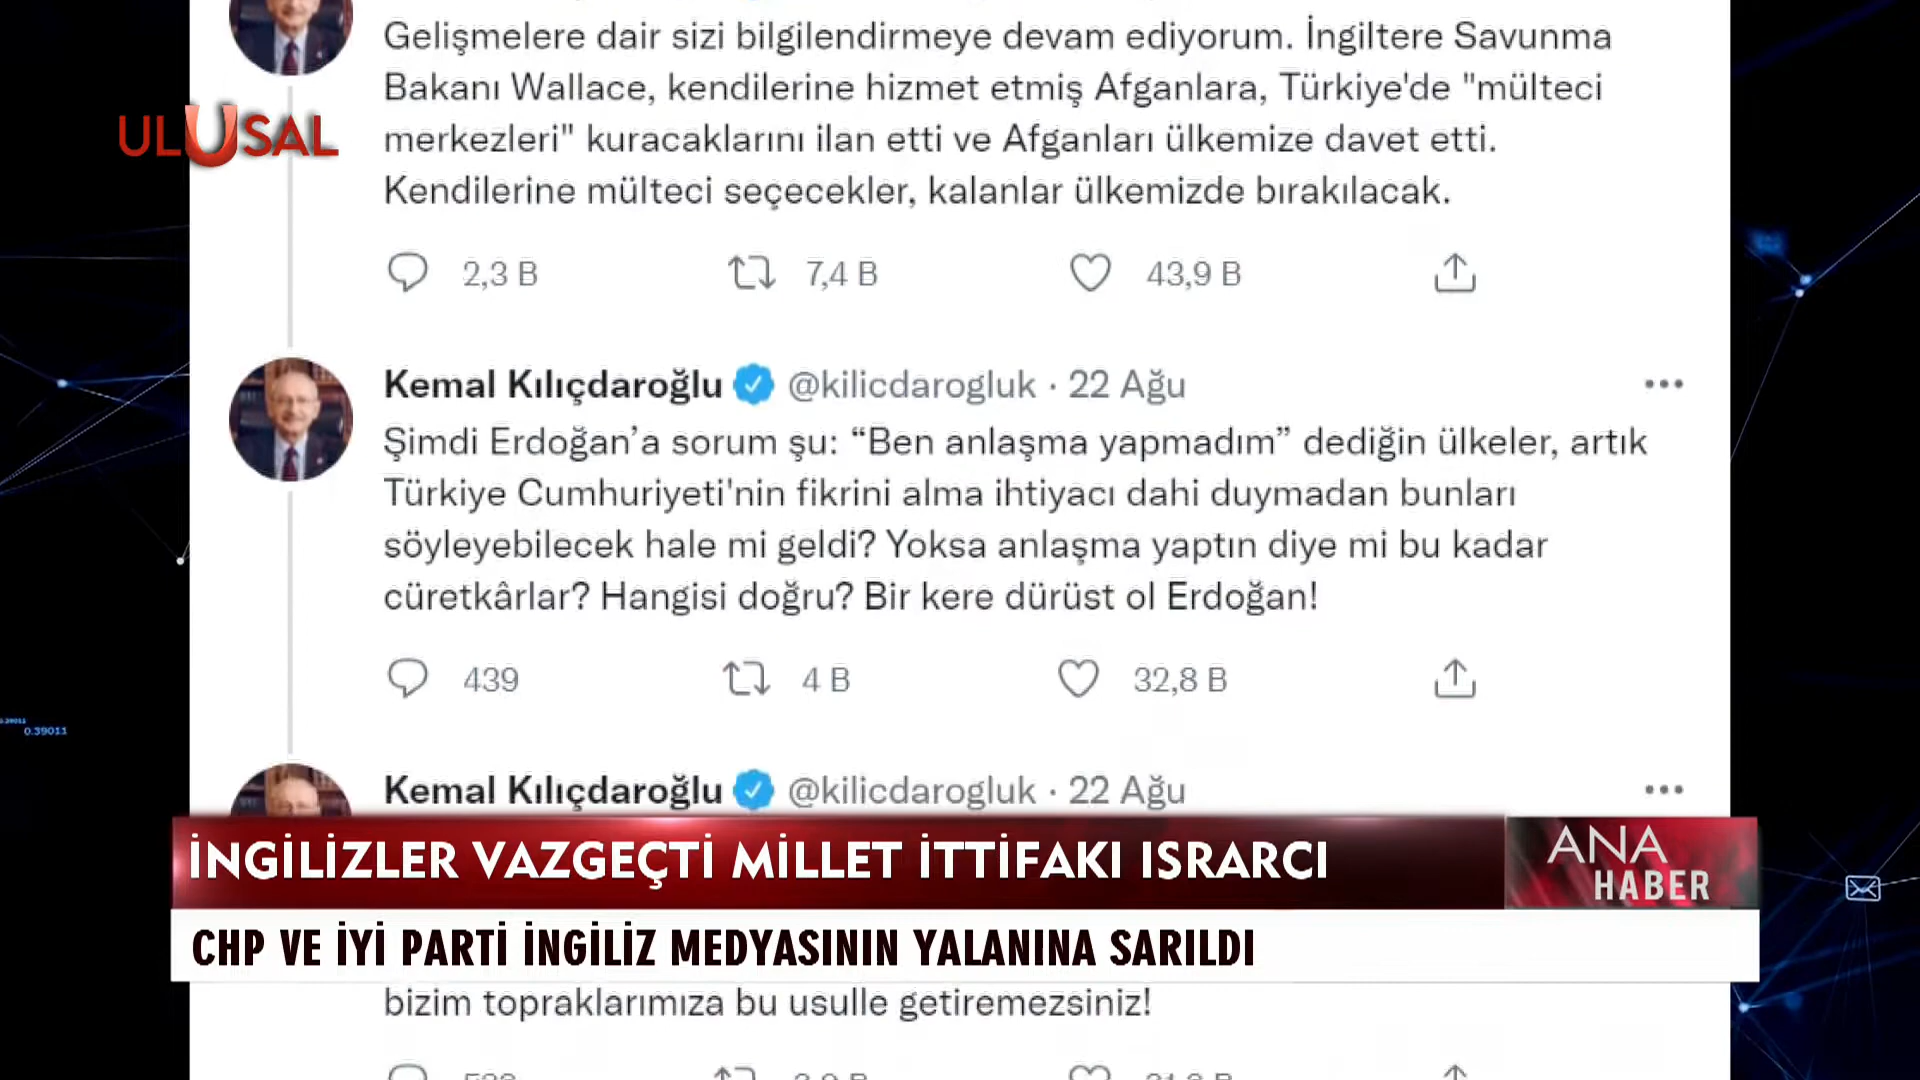 Gelişmelere dair sizi bilgilendirmeye devam ediyorum. İngiltere Savunma
Bakanı Wallace, kendilerine hizmet etmiş Afganlara, Türkiye'de "mülteci
ULUSAL
merkezleri" kuracaklarını ilan etti ve Afganları ülkemize davet etti.
Kendilerine mülteci seçecekler, kalanlar ülkemizde bırakılacak.
2,3 B 7,4 B 43,9 B
Kemal Kılıçdaroğlu @kilicdarogluk · 22 Ağu
Şimdi Erdoğan’a sorum şu: “Ben anlaşma yapmadım” dediğin ülkeler, artık
Türkiye Cumhuriyeti'nin fikrini alma ihtiyacı dahi duymadan bunları
söyleyebilecek hale mi geldi? Yoksa anlaşma yaptın diye mi bu kadar
cüretkârlar? Hangisi doğru? Bir kere dürüst ol Erdoğan!
439 4 B 32,8 B
0.39011
Kemal Kılıçdaroğlu @kilicdarogluk · 22 Ağu
İNGİLİZLER VAZGEÇTİ MİLLET İTTİFAKI ISRARCI
ANA
HABER
CHP VE İYİ PARTİ İNGİLİZ MEDYASININ YALANINA SARILDI
bizim topraklarımıza bu usulle getiremezsiniz!